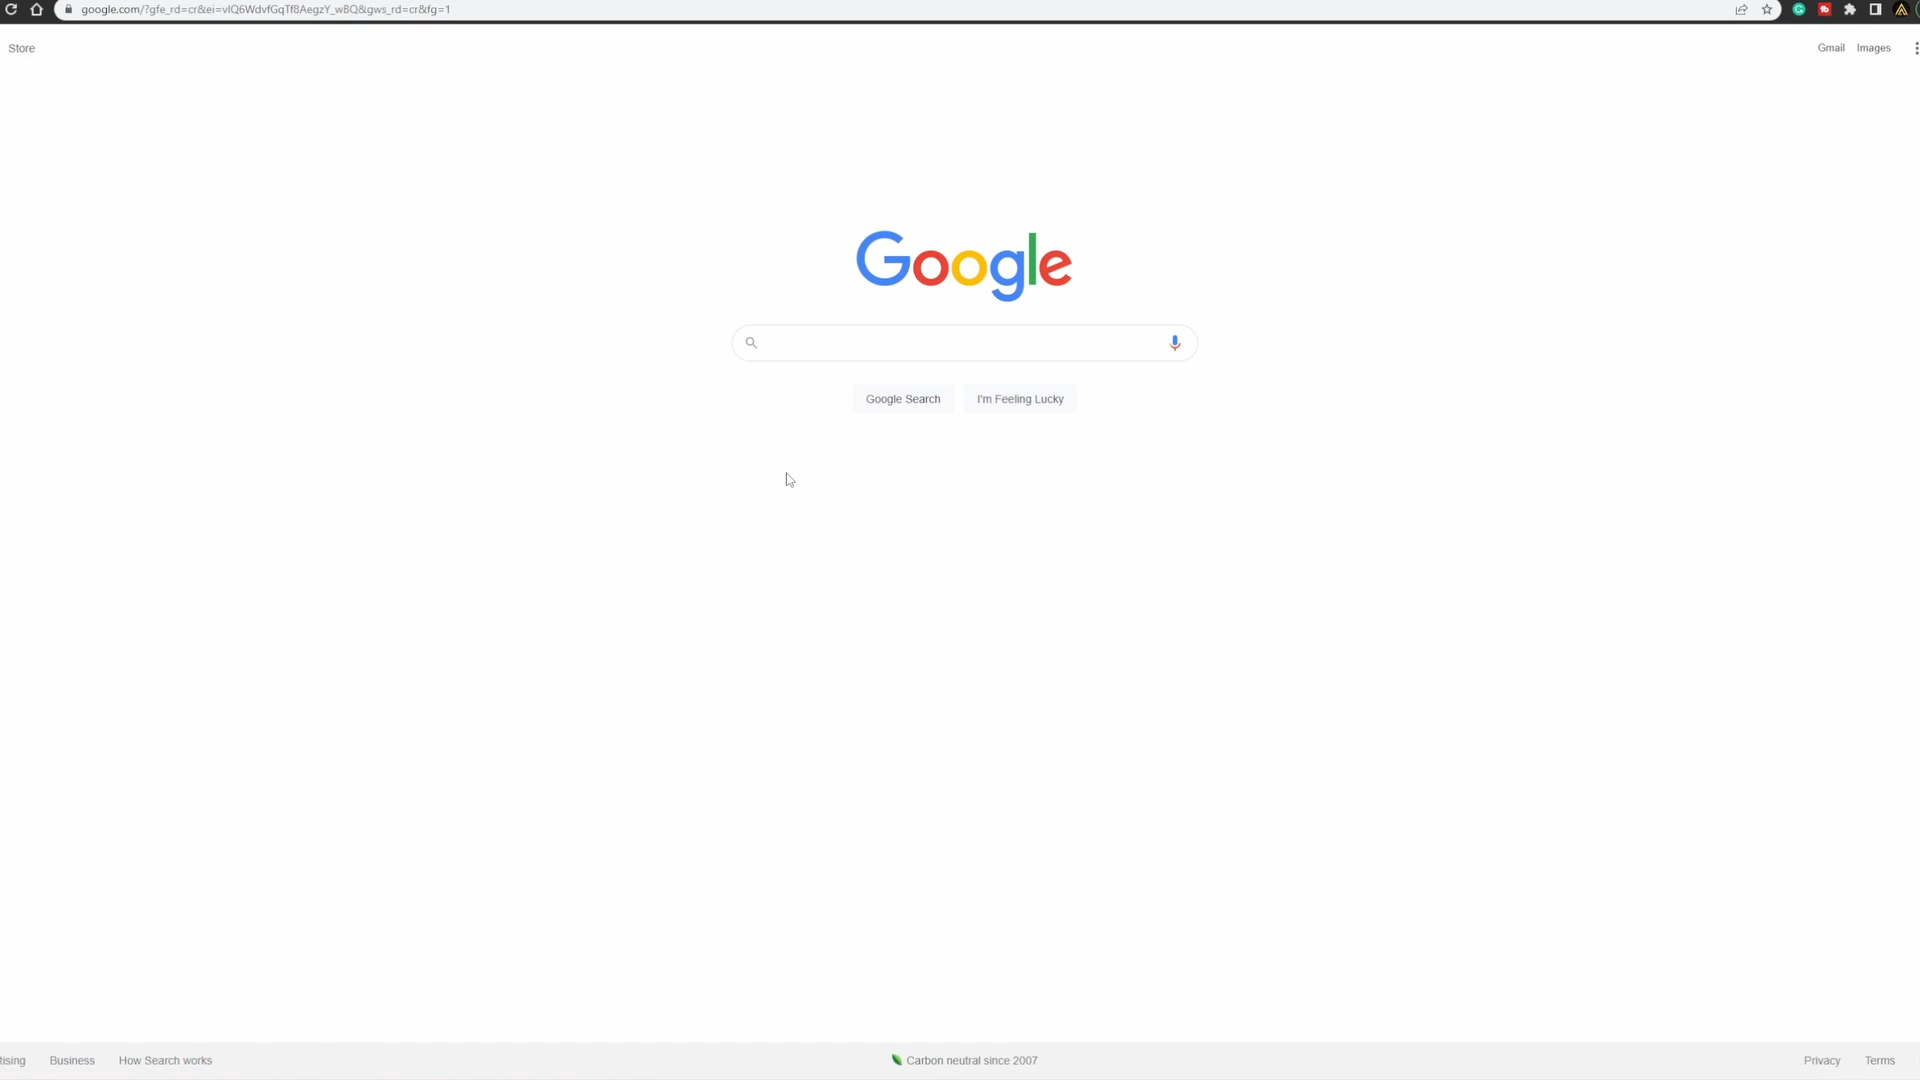 google.com/?gfe_rd=cr&ei=vIQ6WdvfGqTf8AegzY_wBQ&gws_rd=cr&fg=1
Store
Gmail Images
Google
Google Search I'm Feeling Lucky
tising Business How Search works
Carbon neutral since 2007
Privacy Terms